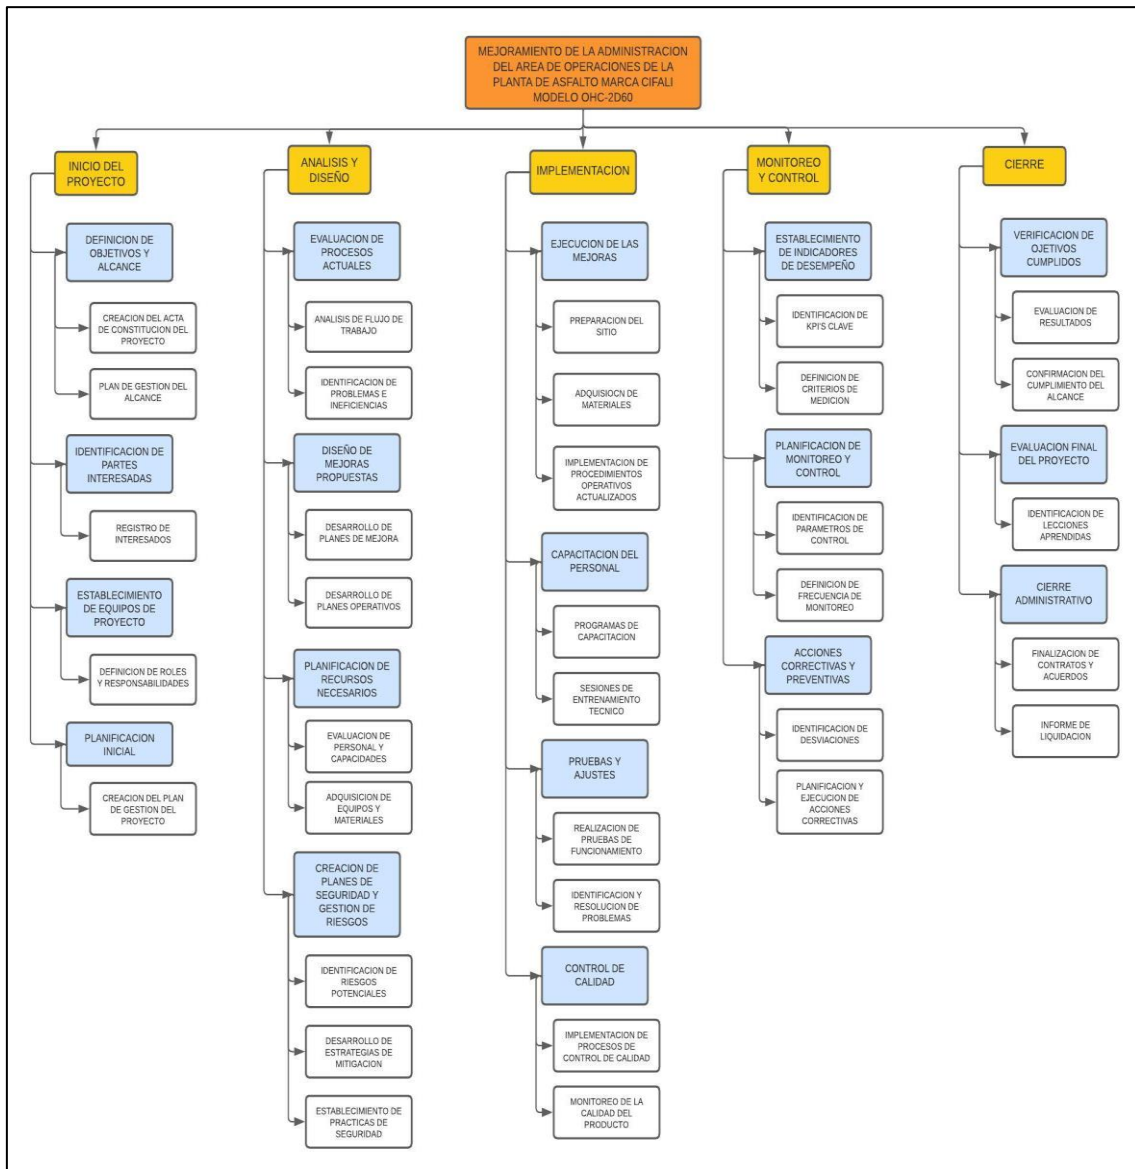 MEJORAMIENTO DE LA ADMINISTRACION
DEL AREA DE OPERACIONES DE LA
PLANTA DE ASFALTO MARCA CIFALI
MODELO OHC-2D60
INICIO DEL
PROYECTO
DEFINICION DE
OBJETIVOS Y
ALCANCE
CREACION DEL ACTA
DE CONSTITUCION DEL
PROYECTO
PLAN DE GESTION DEL
ALCANCE
IDENTIFICACION DE
PARTES
INTERESADAS
REGISTRO DE
INTERESADOS
ESTABLECIMIENTO
DE EQUIPOS DE
PROYECTO
DEFINICION DE ROLES
Y RESPONSABILIDADES
PLANIFICACION
INICIAL
CREACION DEL PLAN
DE GESTION DEL
PROYECTO
ANALISIS Y
DISEÑO
EVALUACION DE
PROCESOS
ACTUALES
ANALISIS DE FLUJO DE
TRABAJO
IDENTIFICACION DE
PROBLEMAS E
INEFICIENCIAS
DISEÑO DE
MEJORAS
PROPUESTAS
DESARROLLO DE
PLANES DE MEJORA
DESARROLLO DE
PLANES OPERATIVOS
PLANIFICACION DE
RECURSOS
NECESARIOS
EVALUACION DE
PERSONAL Y
CAPACIDADES
ADQUISICION DE
EQUIPOS Y
MATERIALES
CREACION DE
PLANES DE
SEGURIDAD Y
GESTION DE
RIESGOS
IDENTIFICACION DE
RIESGOS
POTENCIALES
DESARROLLO DE
ESTRATEGIAS DE
MITIGACION
ESTABLECIMIENTO DE
PRACTICAS DE
SEGURIDAD
IMPLEMENTACION
EJECUCION DE LAS
MEJORAS
PREPARACION DEL
SITIO
ADQUISIOCN DE
MATERIALES
IMPLEMENTACION DE
PROCEDIMIENTOS
OPERATIVOS
ACTUALIZADOS
CAPACITACION DEL
PERSONAL
PROGRAMAS DE
CAPACITACION
SESIONES DE
ENTRENAMIENTO
TECNICO
PRUEBAS Y
AJUSTES
REALIZACION DE
PRUEBAS DE
FUNCIONAMIENTO
IDENTIFICACION Y
RESOLUCION DE
PROBLEMAS
CONTROL DE
CALIDAD
IMPLEMENTACION DE
PROCESOS DE
CONTROL DE CALIDAD
MONITOREO DE LA
CALIDAD DEL
PRODUCTO
MONITOREO
Y CONTROL
ESTABLECIMIENTO
DE INDICADORES
DE DESEMPEÑO
IDENTIFICACION DE
KPI'S CLAVE
DEFINICION DE
CRITERIOS DE
MEDICION
PLANIFICACION DE
MONITOREO Y
CONTROL
IDENTIFICACION DE
PARAMETROS DE
CONTROL
DEFINICION DE
FRECUENCIA DE
MONITOREO
ACCIONES
CORRECTIVAS Y
PREVENTIVAS
IDENTIFICACION DE
DESVIACIONES
PLANIFICACION Y
EJECUCION DE
ACCIONES
CORRECTIVAS
CIERRE
VERIFICACION DE
OJETIVOS
CUMPLIDOS
EVALUACION DE
RESULTADOS
CONFIRMACION DEL
CUMPLIMIENTO DEL
ALCANCE
EVALUACION FINAL
DEL PROYECTO
IDENTIFICACION DE
LECCIONES
APRENDIDAS
CIERRE
ADMINISTRATIVO
FINALIZACION DE
CONTRATOS Y
ACUERDOS
INFORME DE
LIQUIDACION